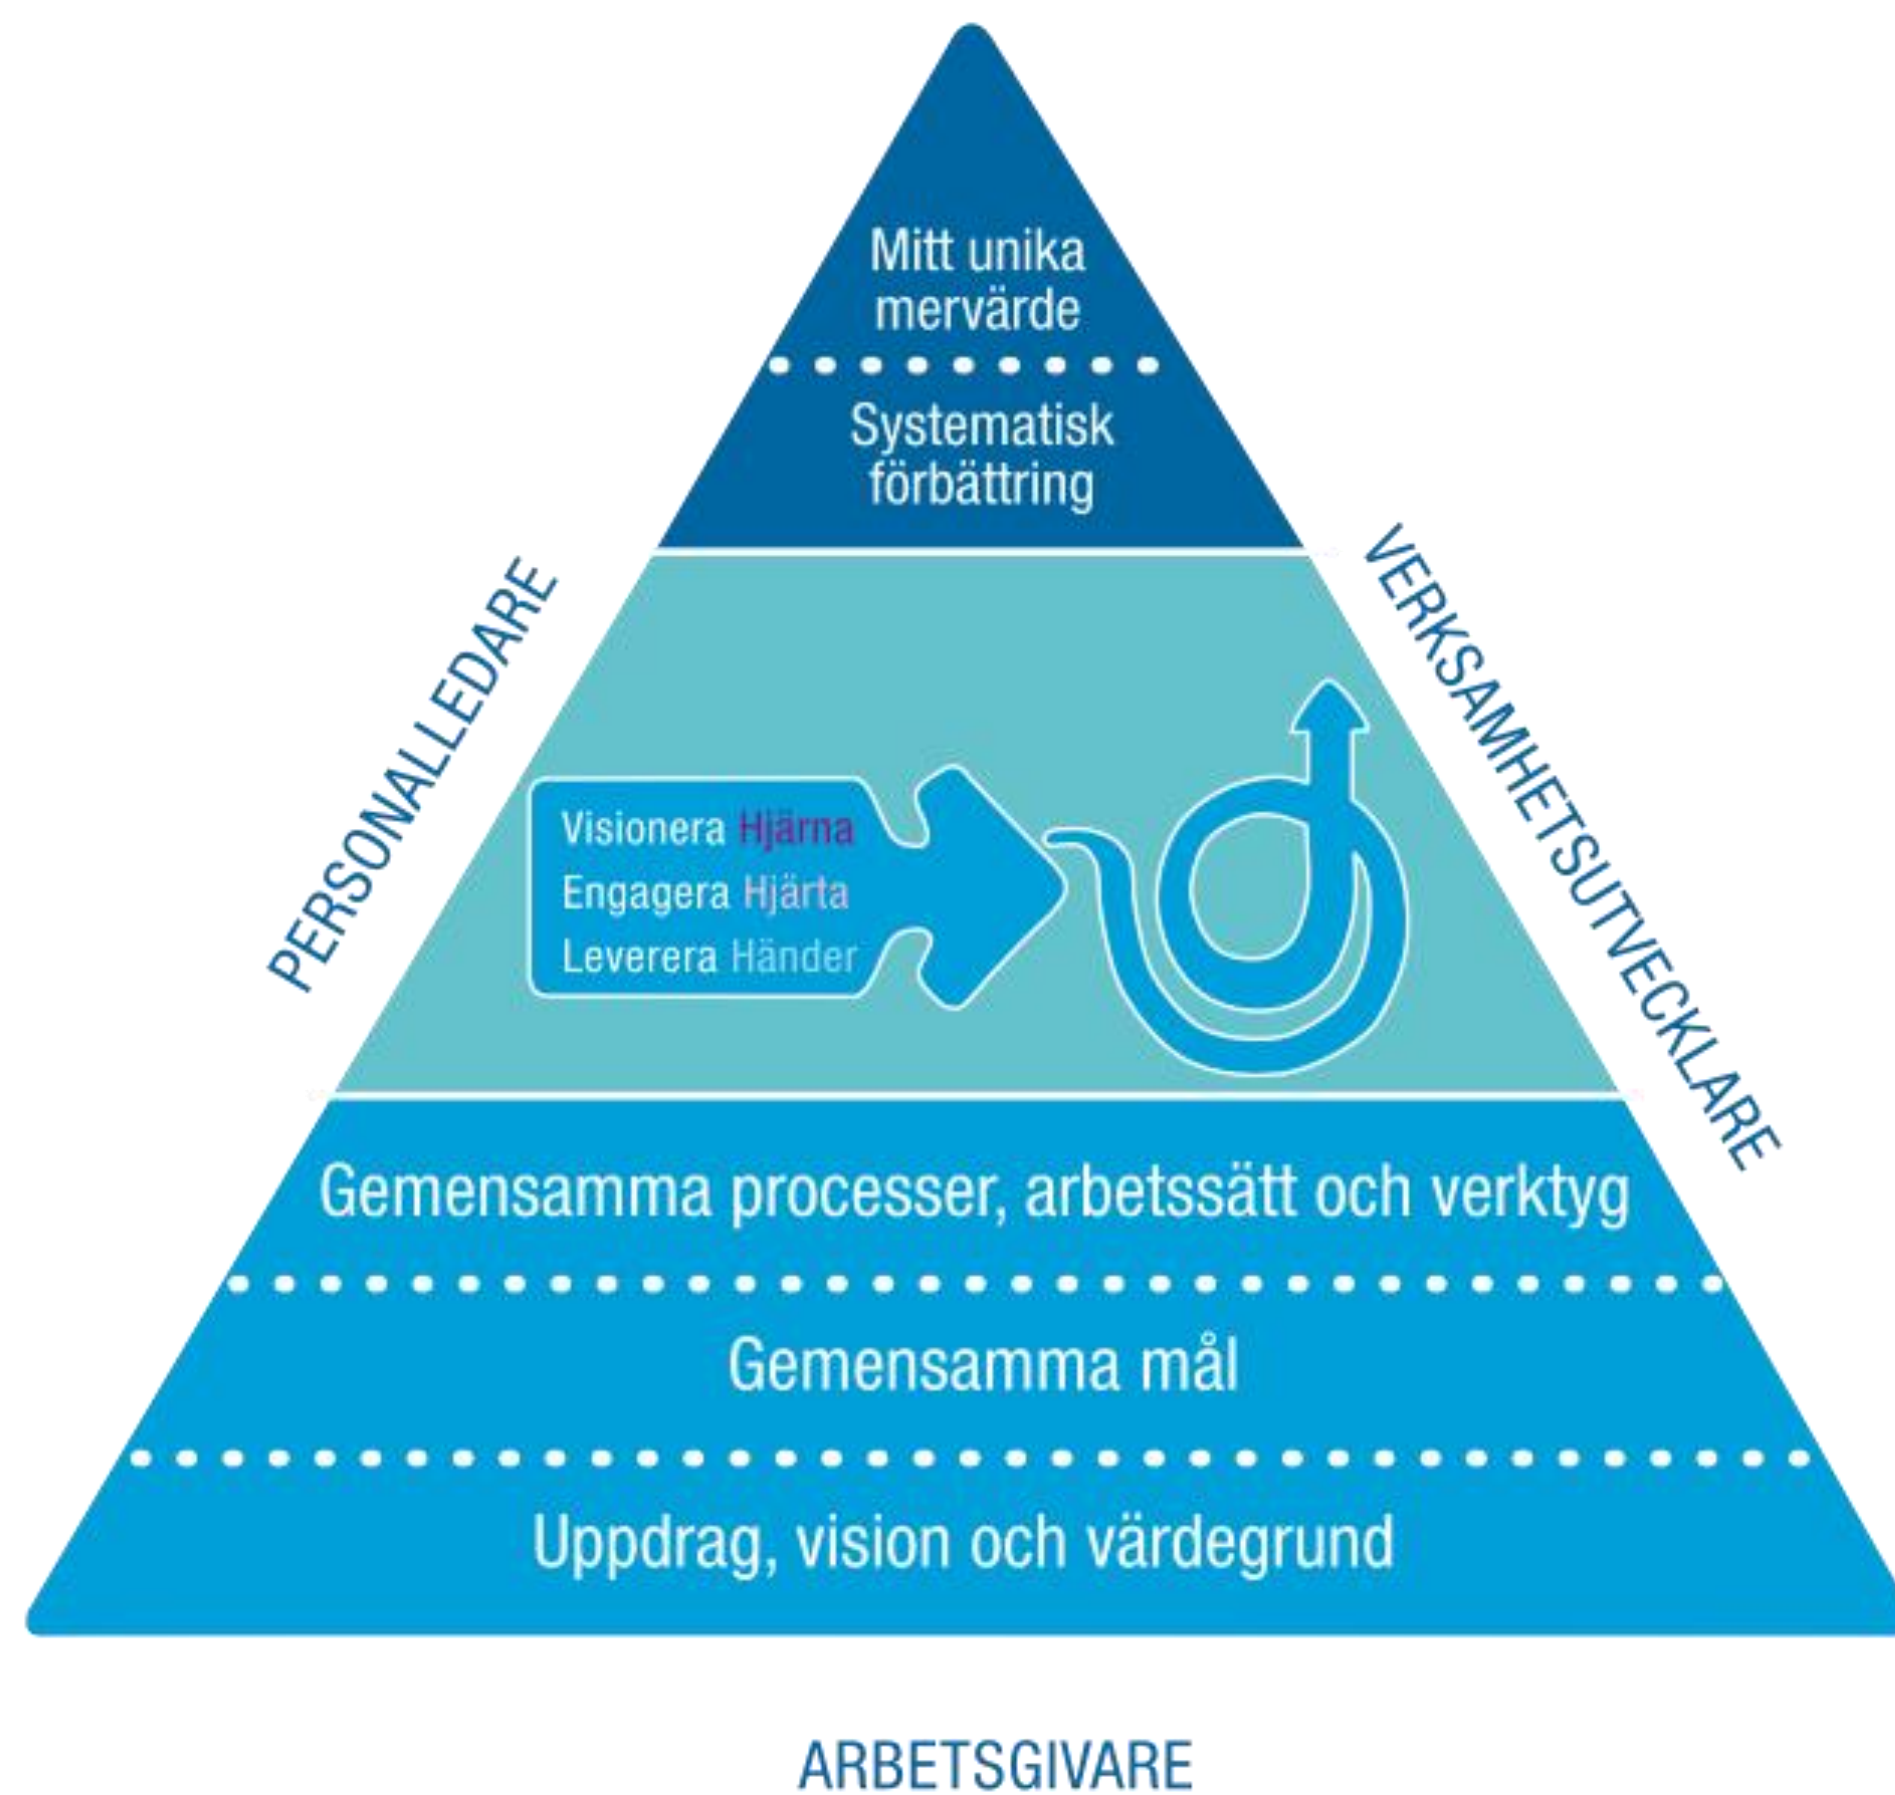 Mitt unika
mervärde
Systematisk
förbättring
PERSONALLEDARE
VERKSAMHETSUTVECKLARE
Visionera Hjärna
Engagera Hjärta
Leverera Händer
Gemensamma processer, arbetssätt och verktyg
Gemensamma mål
Uppdrag, vision och värdegrund
ARBETSGIVARE